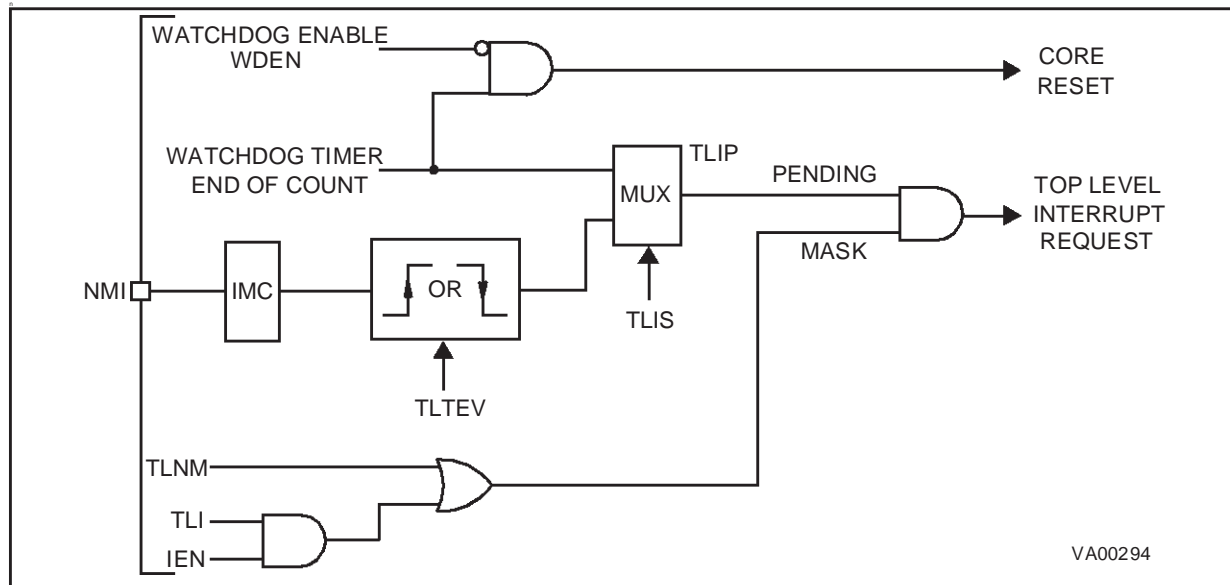 WATCHDOG ENABLE
WDEN
CORE
RESET
WATCHDOG TIMER
END OF COUNT
TLIP
MUX
PENDING
MASK
TOP LEVEL
INTERRUPT
REQUEST
NMI
IMC
OR
TLIS
TLTEV
TLNM
TLI
IEN
VA00294